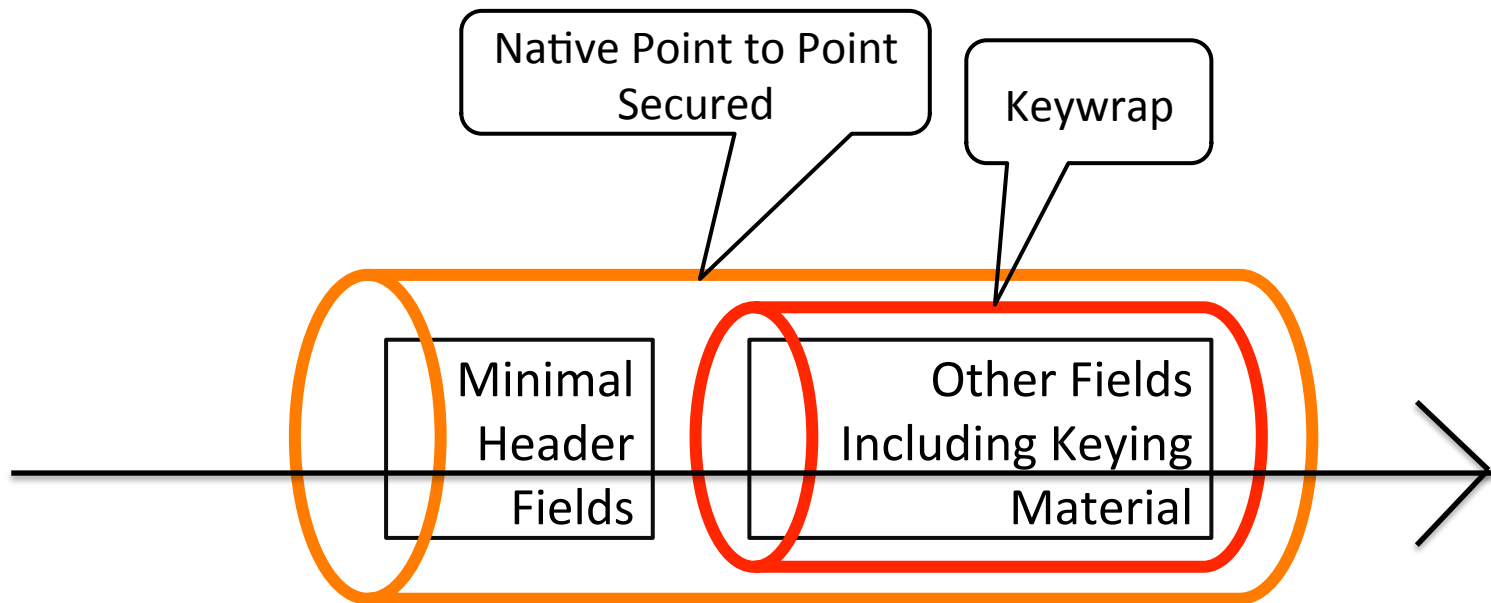 Native Point to Point
Secured
Keywrap
Minimal
Header
Fields
Other Fields
Including Keying
Material